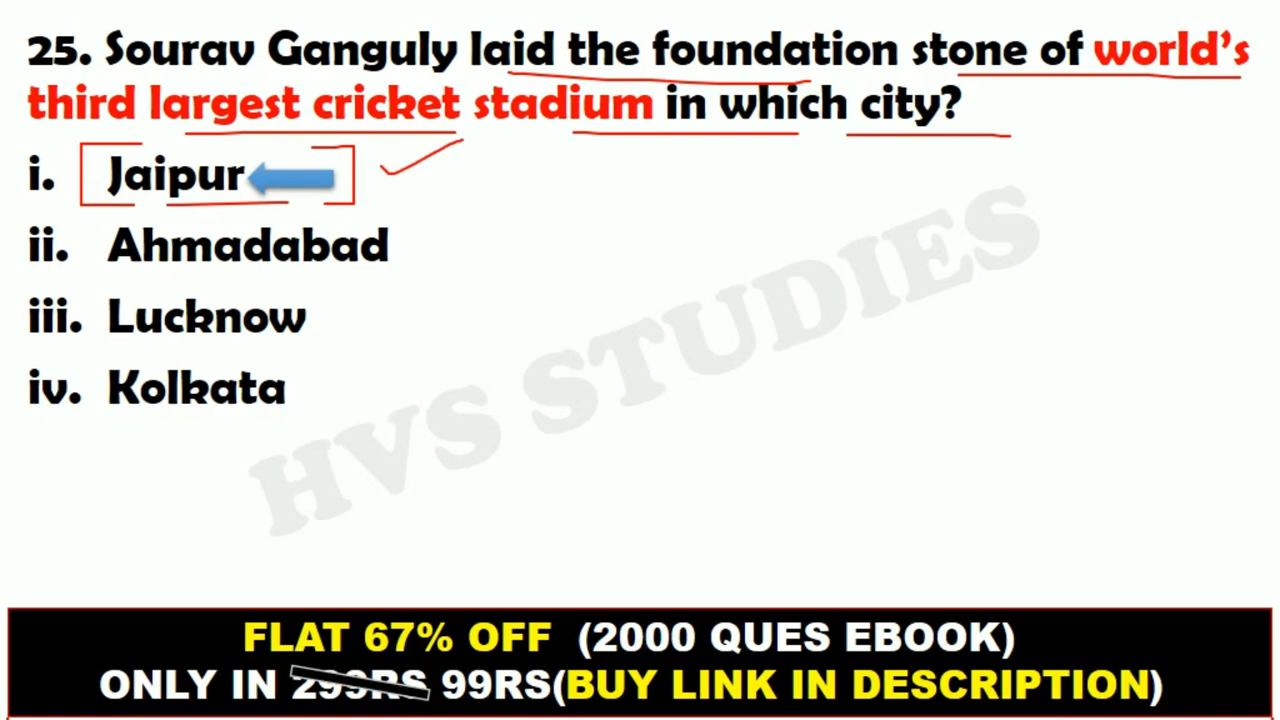 25. Sourav Ganguly laid the foundation stone of world's
third largest cricket stadium in which city?
i. Jaipur
ii. Ahmadabad
iii. Lucknow
iv. Kolkata
HVS STUDIES
FLAT 67% OFF (2000 QUES EBOOK)
ONLY IN 299RS 99RS(BUY LINK IN DESCRIPTION)